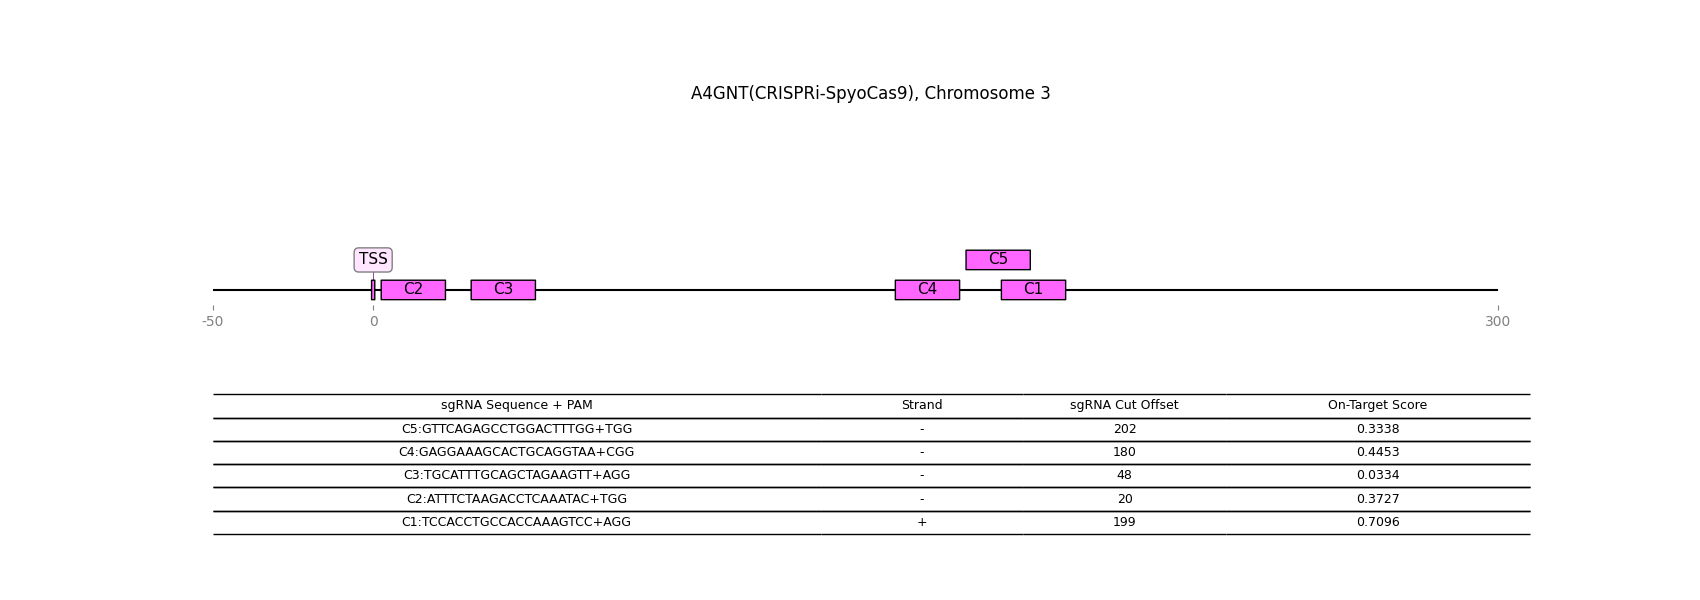 A4GNT(CRISPRi-SpyoCas9), Chromosome 3
TSS
C5
C2
C3
C4
C1
-50
0
300
sgRNA Sequence + PAM Strand sgRNA Cut Offset On-Target Score
C5:GTTCAGAGCCTGGACTTTGG+TGG - 202 0.3338
C4:GAGGAAAGCACTGCAGGTAA+CGG - 180 0.4453
C3:TGCATTTGCAGCTAGAAGTT+AGG - 48 0.0334
C2:ATTTCTAAGACCTCAAATAC+TGG - 20 0.3727
C1:TCCACCTGCCACCAAAGTCC+AGG + 199 0.7096